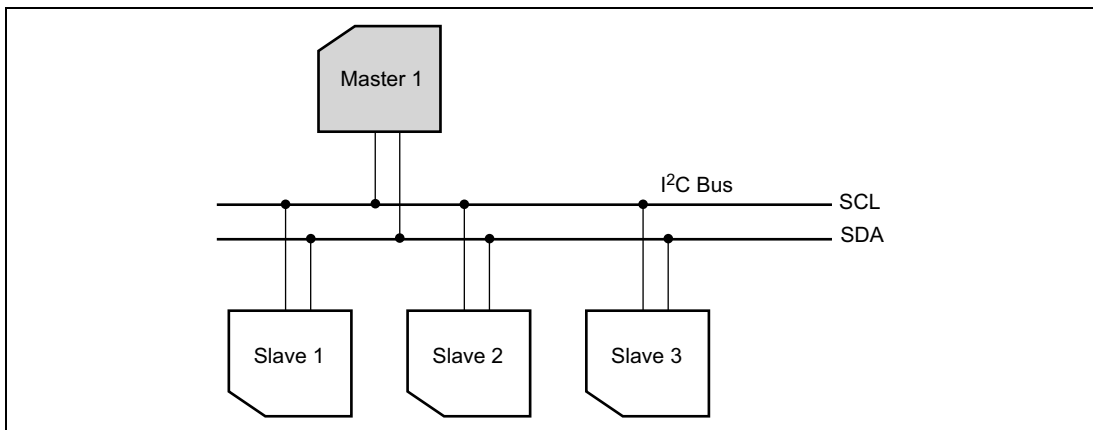 Master 1
I²C Bus
SCL
SDA
Slave 1
Slave 2
Slave 3